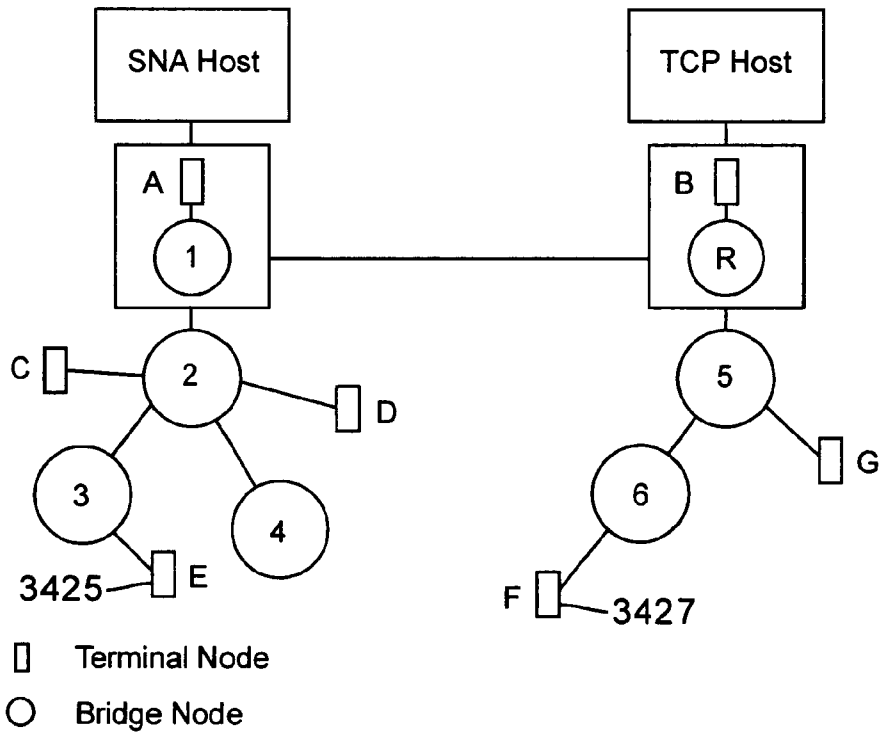 SNA Host
TCP Host
A
B
1
R
C
2
D
5
G
3
4
6
E
3425
F
3427
Terminal Node
Bridge Node